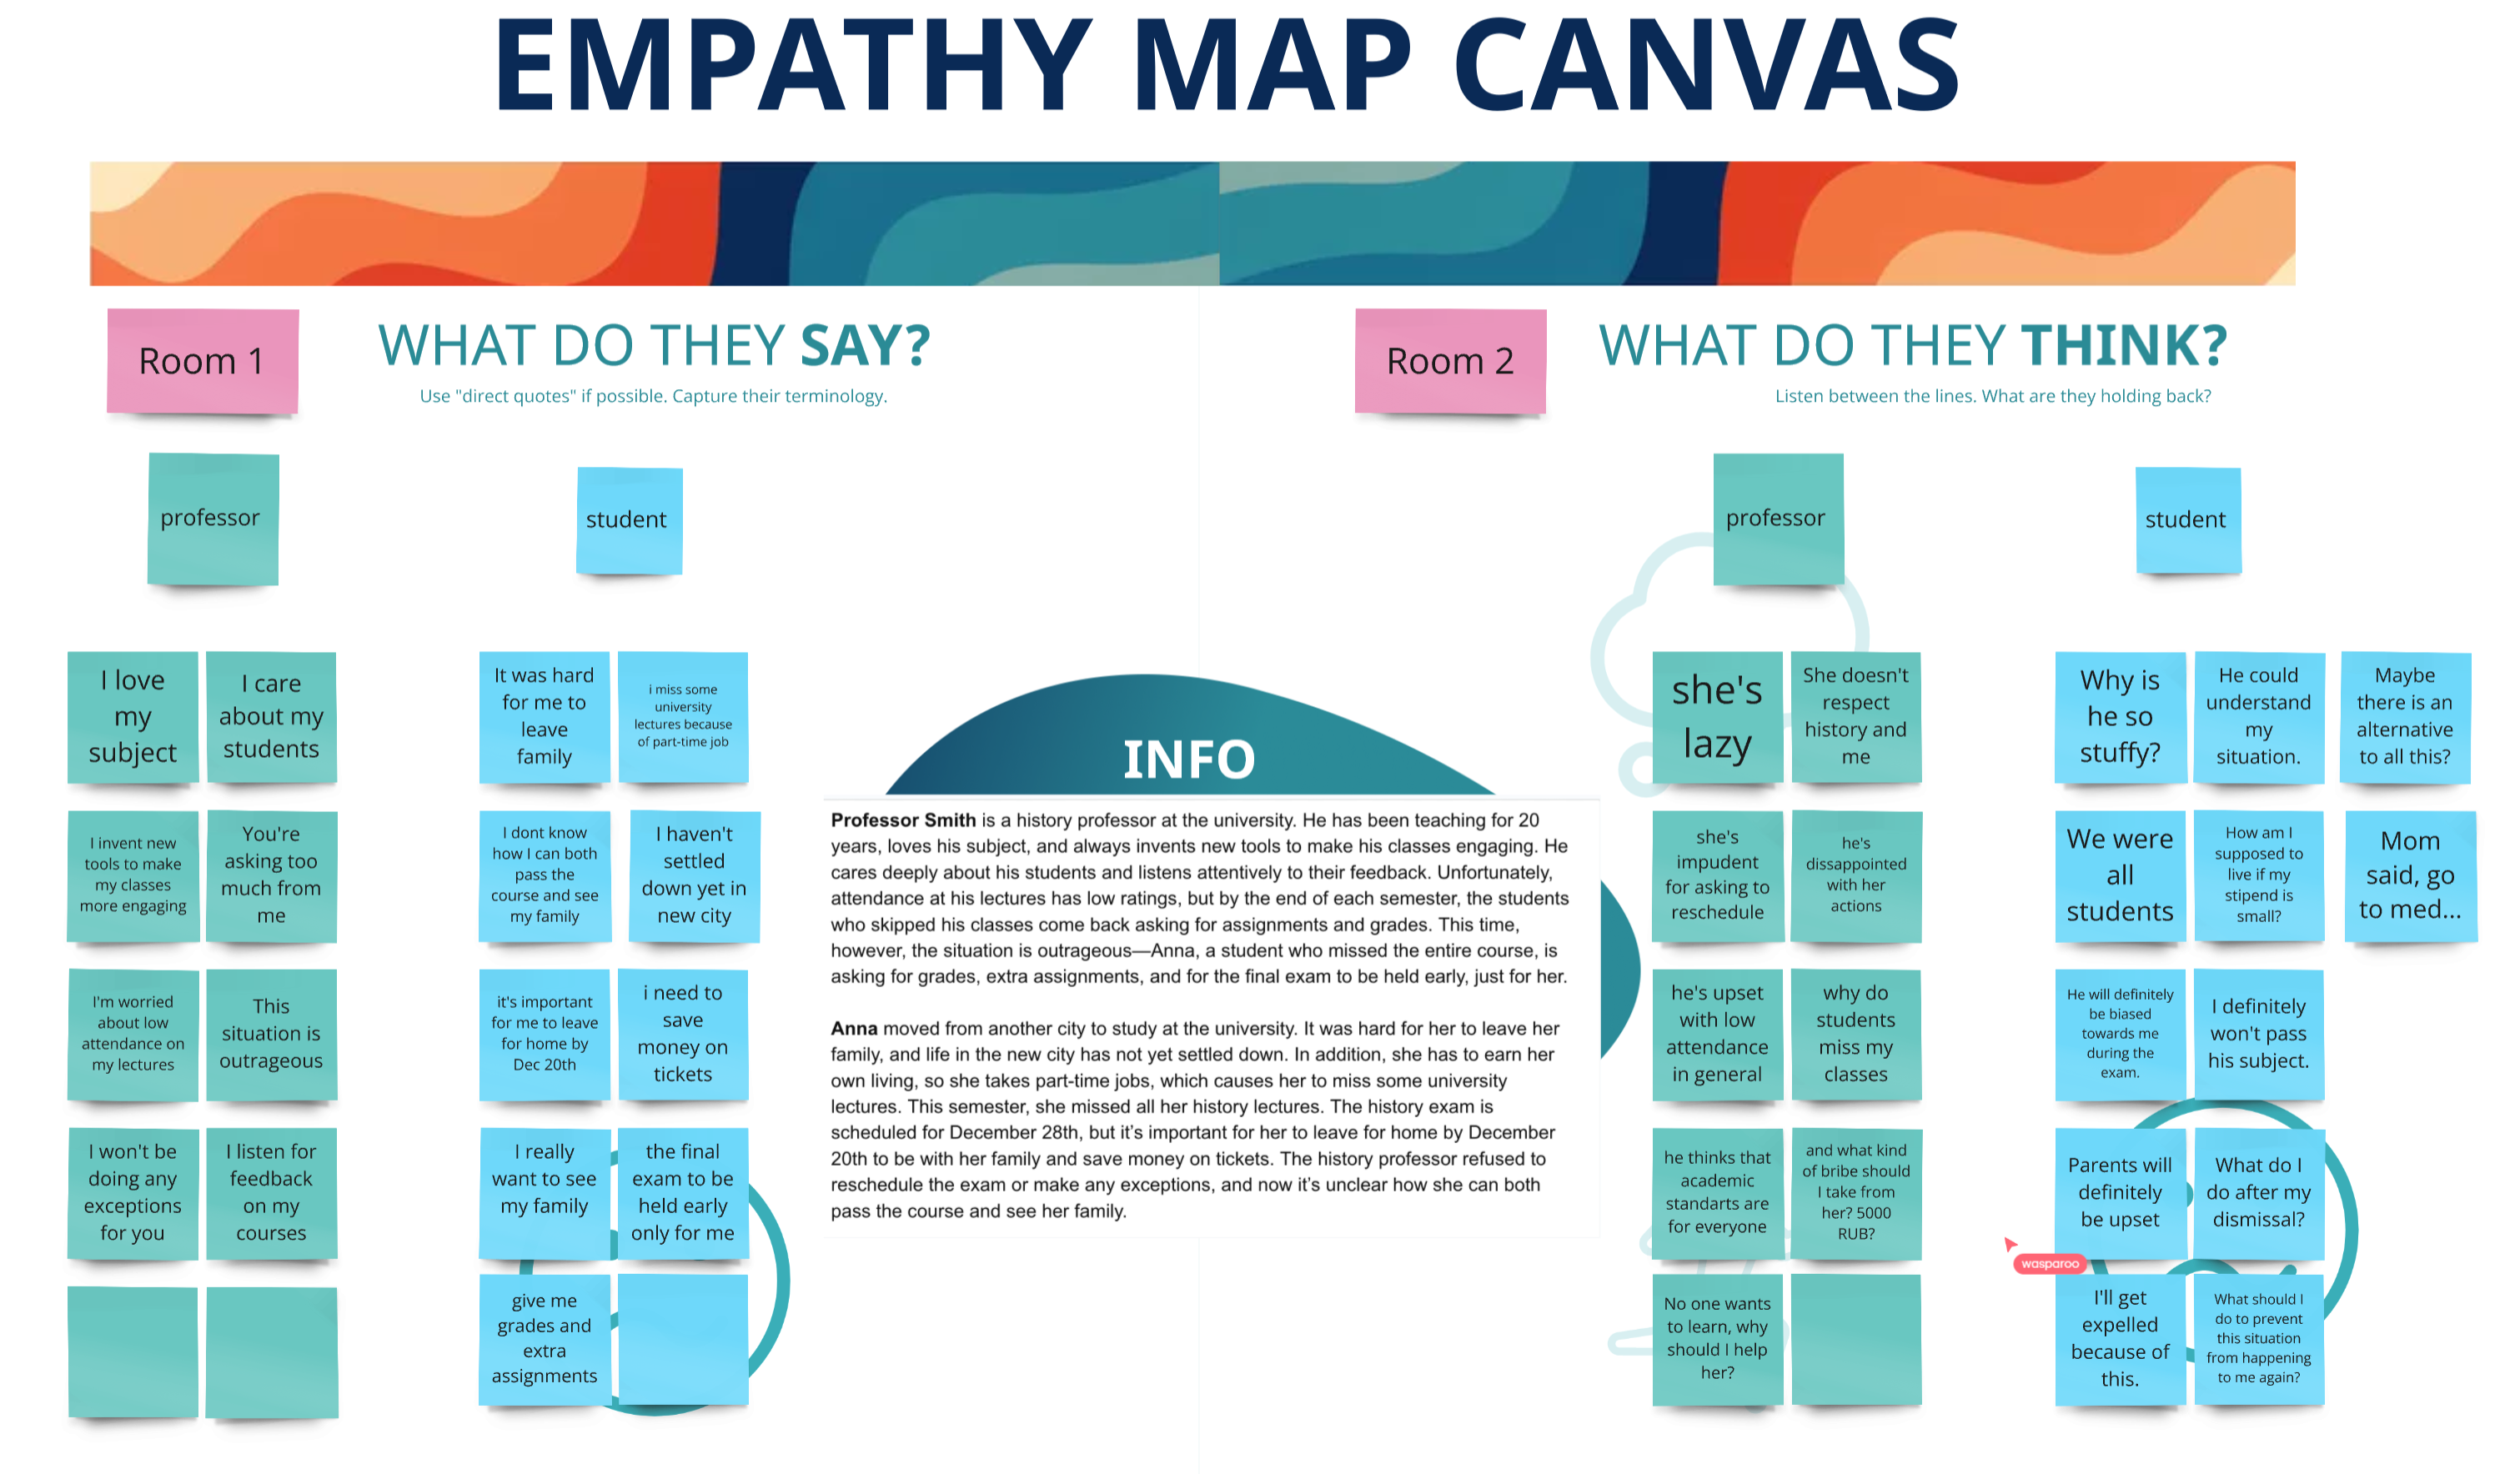 EMPATHY MAP CANVAS
Room 1
WHAT DO THEY SAY?
Use "direct quotes" if possible. Capture their terminology.
professor
student
I love
my
subject
I care
about my
students
I invent new
tools to make
my classes
more engaging
You're
asking too
much from
me
I'm worried
about low
attendance on
my lectures
This
situation is
outrageous
I won't be
doing any
exceptions
for you
I listen for
feedback
on my
courses
It was hard
for me to
leave
family
i miss some
university
lectures because
of part-time job
I dont know
how I can both
pass the
course and see
my family
I haven't
settled
down yet in
new city
it's important
for me to leave
for home by
Dec 20th
i need to
save
money on
tickets
I really
want to see
my family
the final
exam to be
held early
only for me
give me
grades and
extra
assignments
INFO
Professor Smith is a history professor at the university. He has been teaching for 20
years, loves his subject, and always invents new tools to make his classes engaging. He
cares deeply about his students and listens attentively to their feedback. Unfortunately,
attendance at his lectures has low ratings, but by the end of each semester, the students
who skipped his classes come back asking for assignments and grades. This time,
however, the situation is outrageous—Anna, a student who missed the entire course, is
asking for grades, extra assignments, and for the final exam to be held early, just for her.
Anna moved from another city to study at the university. It was hard for her to leave her
family, and life in the new city has not yet settled down. In addition, she has to earn her
own living, so she takes part-time jobs, which causes her to miss some university
lectures. This semester, she missed all her history lectures. The history exam is
scheduled for December 28th, but it's important for her to leave for home by December
20th to be with her family and save money on tickets. The history professor refused to
reschedule the exam or make any exceptions, and now it's unclear how she can both
pass the course and see her family.
Room 2
WHAT DO THEY THINK?
Listen between the lines. What are they holding back?
professor
student
she's
lazy
She doesn't
respect
history and
me
she's
impudent
for asking to
reschedule
he's
dissappointed
with her
actions
he's upset
with low
attendance
in general
why do
students
miss my
classes
he thinks that
academic
standarts are
for everyone
and what kind
of bribe should
I take from
her? 5000
RUB?
No one wants
to learn, why
should I help
her?
Why is
he so
stuffy?
He could
understand
my
situation.
Maybe
there is an
alternative
to all this?
We were
all
students
How am I
supposed to
live if my
stipend is
small?
Mom
said, go
to med...
He will definitely
be biased
towards me
during the
exam.
I definitely
won't pass
his subject.
Parents will
definitely
be upset
What do I
do after my
dismissal?
wasparoo
I'll get
expelled
because of
this.
What should I
do to prevent
this situation
from happening
to me again?